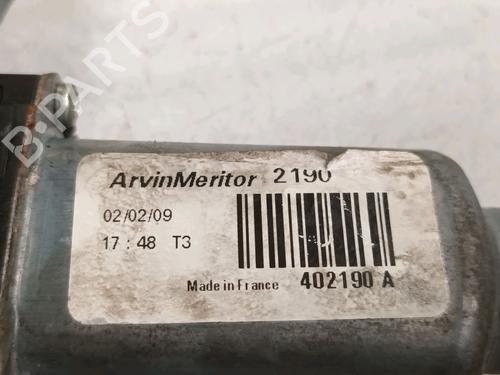 B-PARTS
ArvinMeritor 2190
02/02/09
17 : 48 T3
Made in France 402190 A